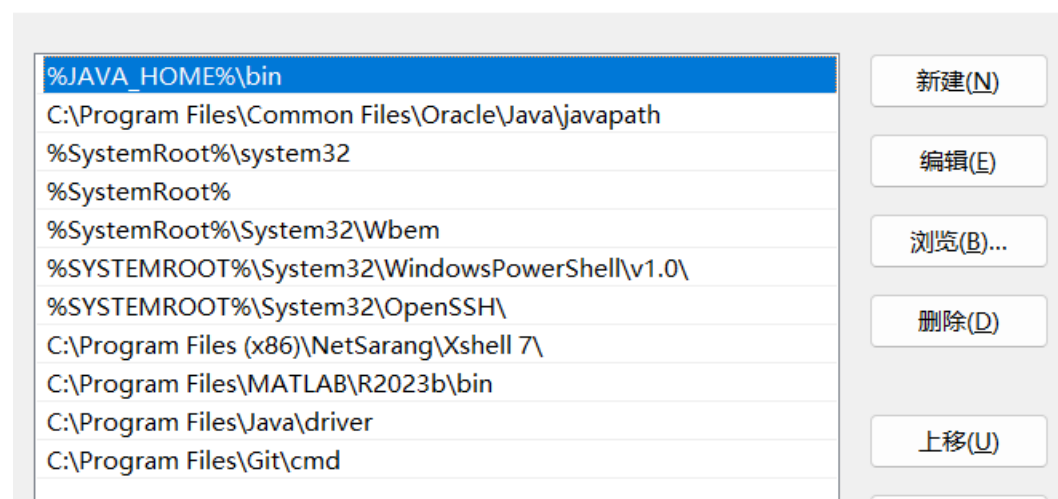 %JAVA_HOME%\bin
新建(N)
C:\Program Files\Common Files\Oracle\Java\javapath
%SystemRoot%\system32
编辑(E)
%SystemRoot%
%SystemRoot%\System32\Wbem
浏览(B)...
%SYSTEMROOT%\System32\WindowsPowerShell\v1.0\
%SYSTEMROOT%\System32\OpenSSH\
删除(D)
C:\Program Files (x86)\NetSarang\Xshell 7\
C:\Program Files\MATLAB\R2023b\bin
C:\Program Files\Java\driver
上移(U)
C:\Program Files\Git\cmd